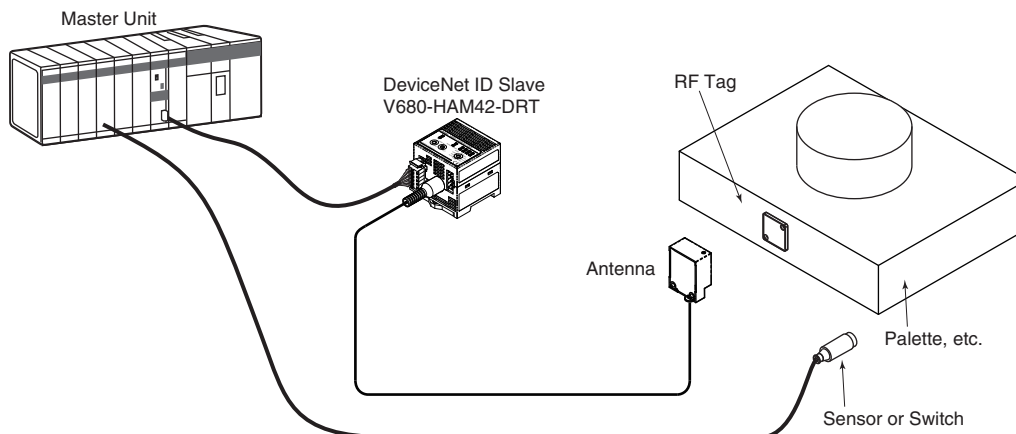 Master Unit
DeviceNet ID Slave
V680-HAM42-DRT
RF Tag
Antenna
Palette, etc.
Sensor or Switch